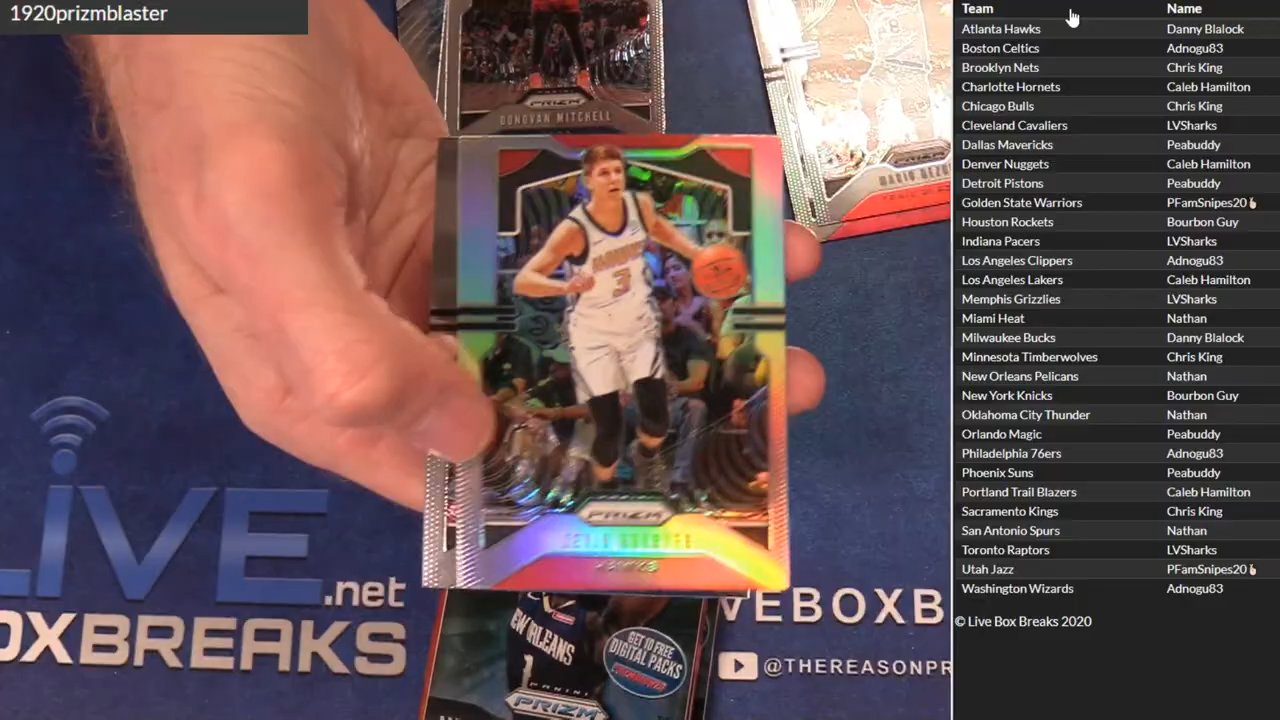 1920prizmblaster
PRIZM
DONOVAN MITCHELL
3
PRIZM
HAWKS
LIVE
.net
OXBREAKS
NEW ORLEANS
1
GET 10 FREE
DIGITAL PACKS
PANINI
PRIZM
VEBOXB
@THEREASONPR
Team Name
Atlanta Hawks Danny Blalock
Boston Celtics Adnogu83
Brooklyn Nets Chris King
Charlotte Hornets Caleb Hamilton
Chicago Bulls Chris King
Cleveland Cavaliers LVSharks
Dallas Mavericks Peabuddy
Denver Nuggets Caleb Hamilton
Detroit Pistons Peabuddy
Golden State Warriors PFamSnipes20
Houston Rockets Bourbon Guy
Indiana Pacers LVSharks
Los Angeles Clippers Adnogu83
Los Angeles Lakers Caleb Hamilton
Memphis Grizzlies LVSharks
Miami Heat Nathan
Milwaukee Bucks Danny Blalock
Minnesota Timberwolves Chris King
New Orleans Pelicans Nathan
New York Knicks Bourbon Guy
Oklahoma City Thunder Nathan
Orlando Magic Peabuddy
Philadelphia 76ers Adnogu83
Phoenix Suns Peabuddy
Portland Trail Blazers Caleb Hamilton
Sacramento Kings Chris King
San Antonio Spurs Nathan
Toronto Raptors LVSharks
Utah Jazz PFamSnipes20
Washington Wizards Adnogu83
© Live Box Breaks 2020